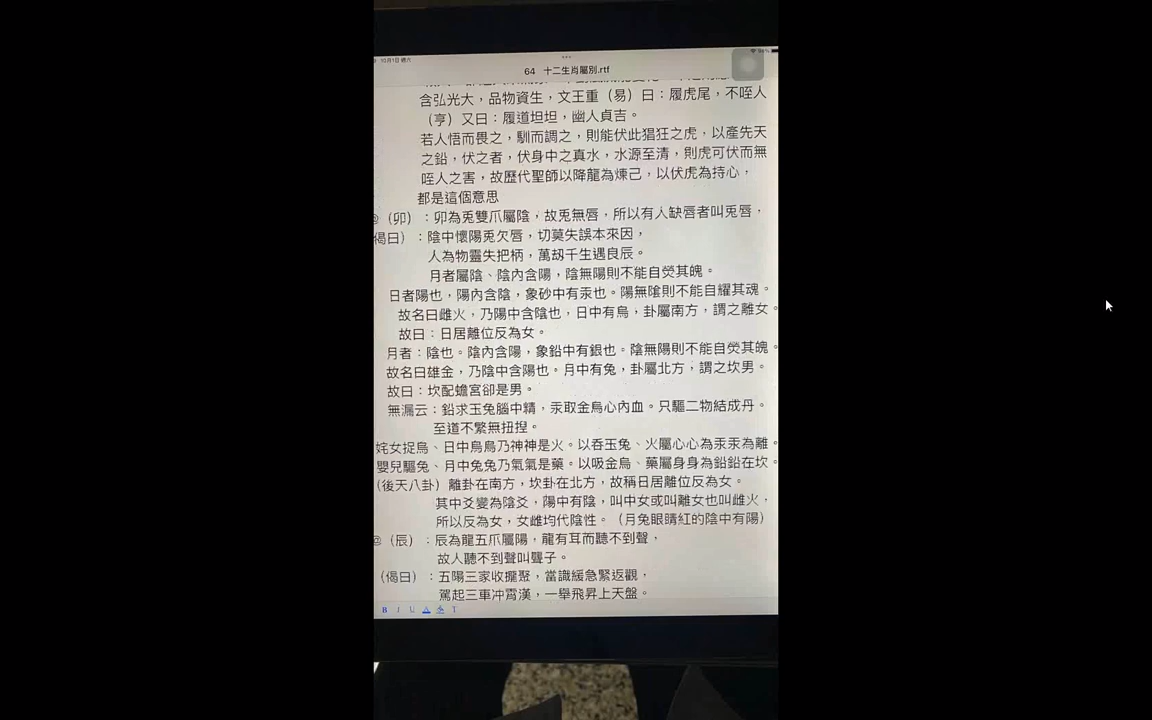 10月1日 週六
64 十二生肖屬別.rtf
含弘光大，品物資生，文王重（易）日：履虎尾，不咥人
（亨）又日：履道坦坦，幽人貞吉。
若人悟而畏之，馴而調之，則能伏此猖狂之虎，以產先天
之鉛，伏之者，伏身中之真水，水源至清，則虎可伏而無
咥人之害，故歷代聖師以降龍為煉己，以伏虎為持心，
都是這個意思
@（卯）：卯為兎雙爪屬陰，故兎無唇，所以有人缺唇者叫兎唇，
偈日）：陰中懷陽兎欠唇，切莫失誤本來因，
人為物靈失把柄，萬刼千生遇良辰。
月者屬陰、陰內含陽，陰無陽則不能自熒其魄。
日者陽也，陽內含陰，象砂中有汞也。陽無陰則不能自耀其魂。
故名曰雌火，乃陽中含陰也，日中有烏，卦屬南方，謂之離女。
故日：日居離位反為女。
月者：陰也。陰內含陽，象鉛中有銀也。陰無陽則不能自熒其魄。
故名日雄金，乃陰中含陽也。月中有兔，卦屬北方，謂之坎男。
故日：坎配蟾宮卻是男。
無漏云：鉛求玉兔腦中精，汞取金烏心內血。只驅二物結成丹。
至道不繁無扭捏。
姹女捉烏、日中烏烏乃神神是火。以吞玉兔、火屬心心為汞汞為離。
嬰兒驅兔、月中兔兔乃氣氣是藥。以吸金烏、藥屬身身為鉛鉛在坎。
（後天八卦）離卦在南方，坎卦在北方，故稱日居離位反為女。
其中爻變為陰爻，陽中有陰，叫中女或叫離女也叫雌火，
所以反為女，女雌均代陰性。（月兔眼睛紅的陰中有陽）
@（辰）：辰為龍五爪屬陽，龍有耳而聽不到聲，
故人聽不到聲叫聾子。
（偈日）：五陽三家收攏聚，當識緩急緊返觀，
駕起三車冲霄漢，一舉飛昇上天盤。
B I U A T